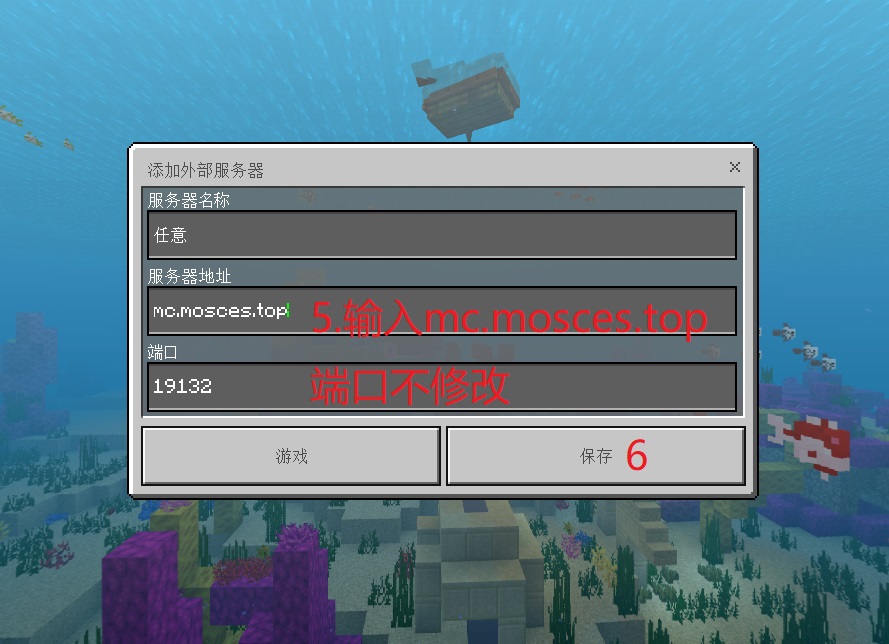 添加外部服务器
服务器名称
任意
服务器地址
mc.mosces.top 5.输入mc.mosces.top
端口
19132 端口不修改
游戏 保存 6